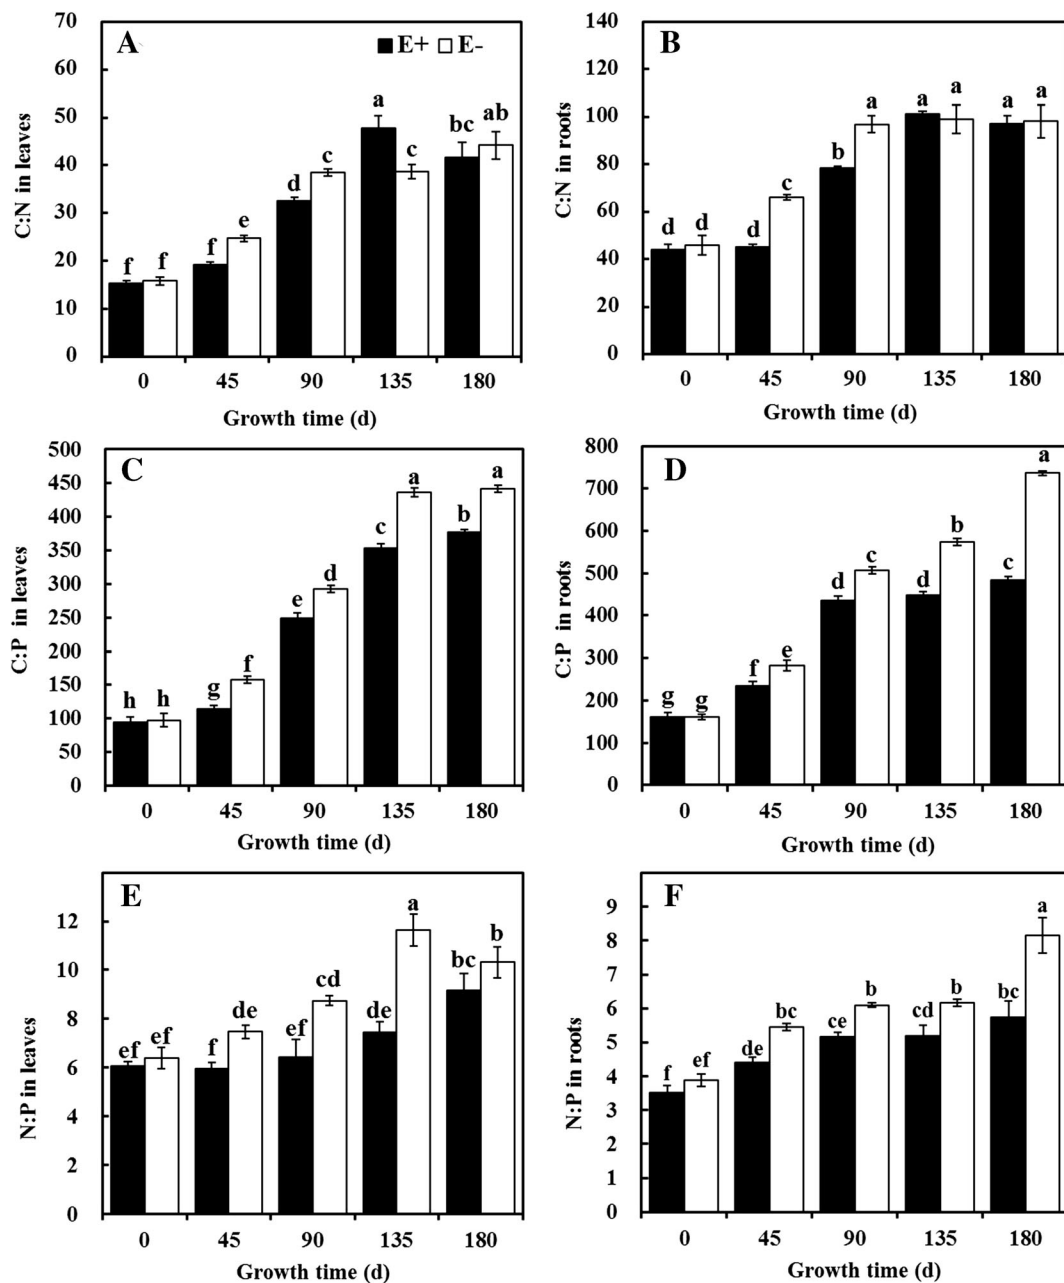 A
E+ E-
C:N in leaves
70
60
50
40
30
20
10
0
f f f e d c a c bc ab
0 45 90 135 180
Growth time (d)
B
C:N in roots
140
120
100
80
60
40
20
0
d d d c b a a a a a
0 45 90 135 180
Growth time (d)
C
C:P in leaves
500
450
400
350
300
250
200
150
100
50
0
h h g f e d c a b a
0 45 90 135 180
Growth time (d)
D
C:P in roots
800
700
600
500
400
300
200
100
0
g g f e d c d b c a
0 45 90 135 180
Growth time (d)
E
N:P in leaves
14
12
10
8
6
4
2
0
ef ef f de ef cd de a bc b
0 45 90 135 180
Growth time (d)
F
N:P in roots
9
8
7
6
5
4
3
2
1
0
f ef de bc ce b cd b bc a
0 45 90 135 180
Growth time (d)